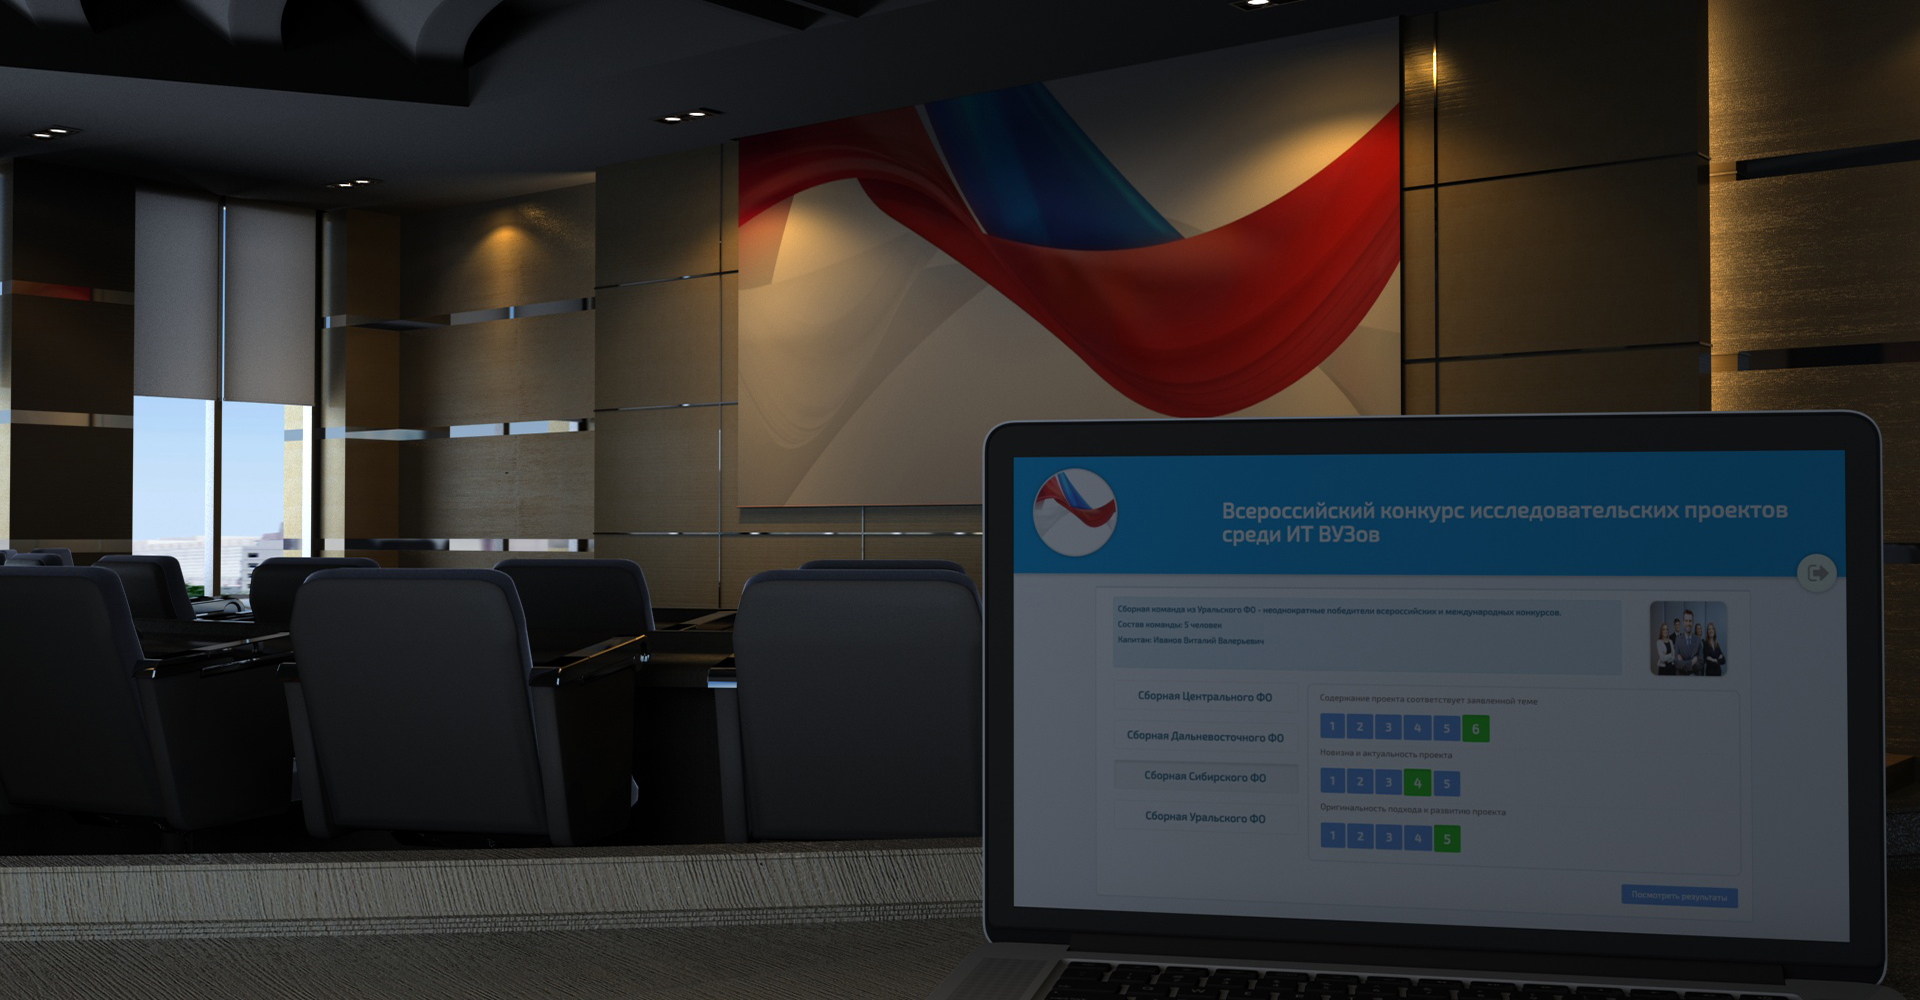 Всероссийский конкурс исследовательских проектов
среди ИТ ВУЗов
Сборная команда из Уральского ФО - неоднократные победители всероссийских и международных конкурсов.
Состав команды: 5 человек
Капитан: Иванов Виталий Валерьевич
Сборная Центрального ФО
Сборная Дальневосточного ФО
Сборная Сибирского ФО
Сборная Уральского ФО
Содержание проекта соответствует заявленной теме
1 2 3 4 5 6
Новизна и актуальность проекта
1 2 3 4 5
Оригинальность подхода к развитию проекта
1 2 3 4 5
Посмотреть результаты